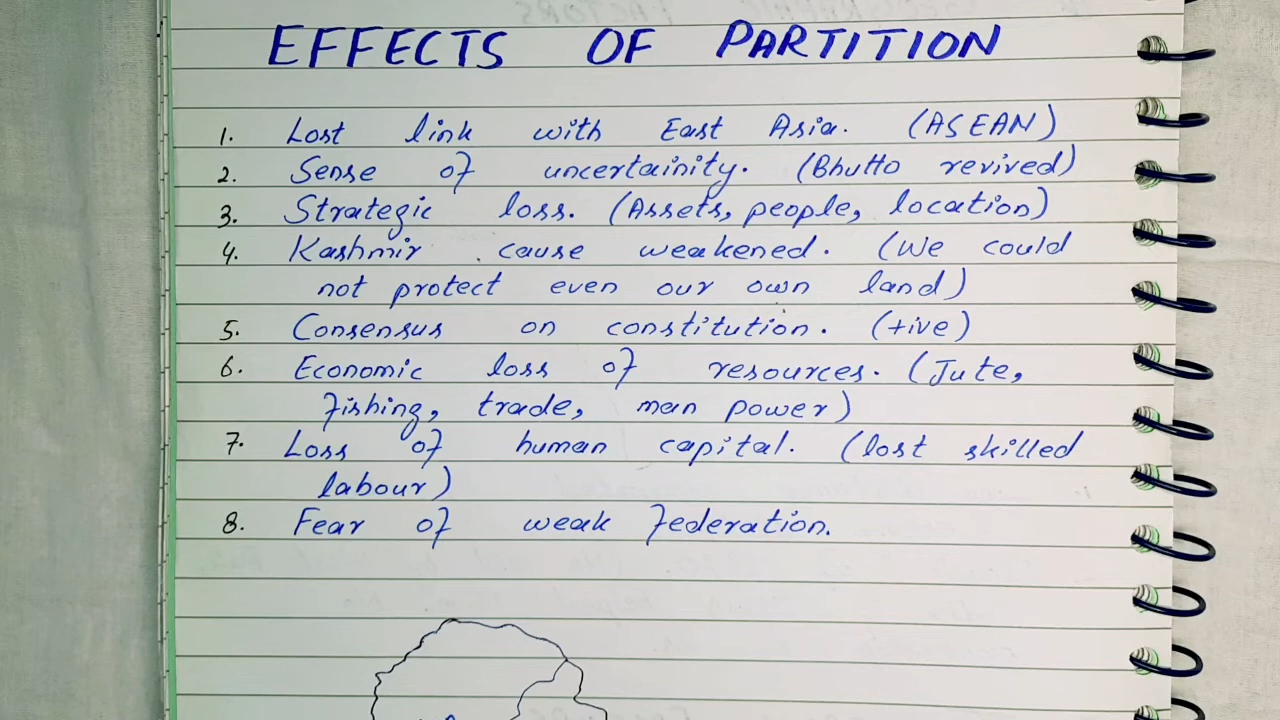 EFFECTS OF PARTITION
1. Lost link with East Asia. (ASEAN)
2. Sense of uncertainity. (Bhutto revived)
3. Strategic loss. (Assets, people, location)
4. Kashmir cause weakened. (We could
not protect even our own land)
5. Consensus on constitution. (+ive)
6. Economic loss of resources. (Jute,
fishing, trade, man power)
7. Loss of human capital. (lost skilled
labour)
8. Fear of weak federation.